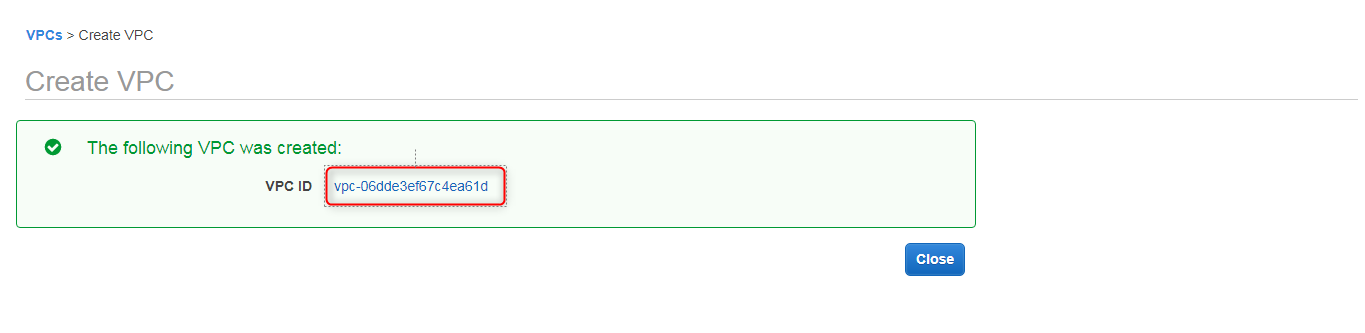 VPCs > Create VPC
Create VPC
The following VPC was created:
VPC ID vpc-06dde3ef67c4ea61d
Close